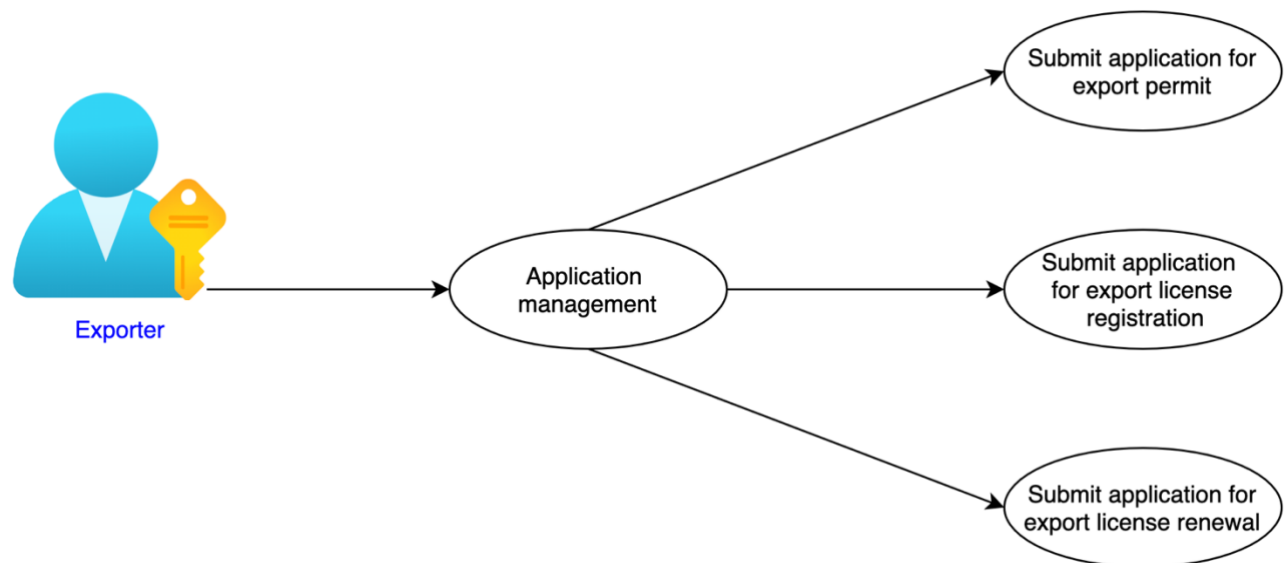 Submit application for
export permit
Application
management
Submit application
for export license
registration
Exporter
Submit application for
export license renewal